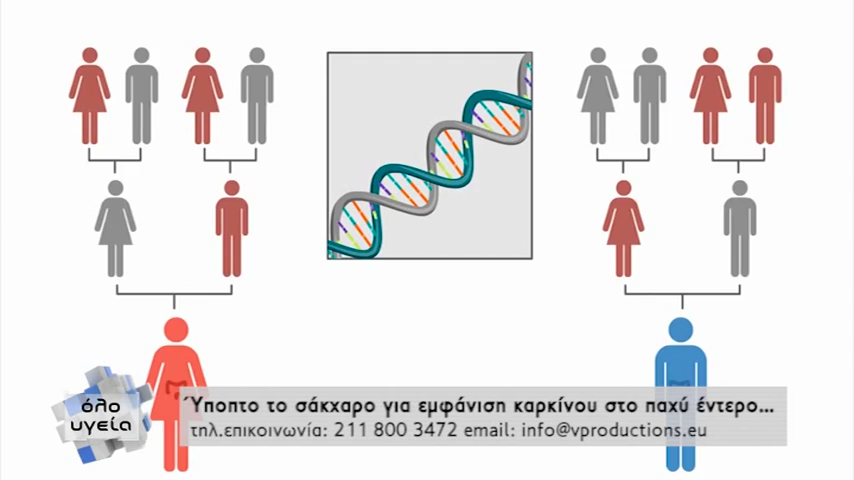 όλο
υγεία
Ύποπτο το σάκχαρο για εμφάνιση καρκίνου στο παχύ έντερο...
τηλ.επικοινωνία: 211 800 3472 email: info@vproductions.eu